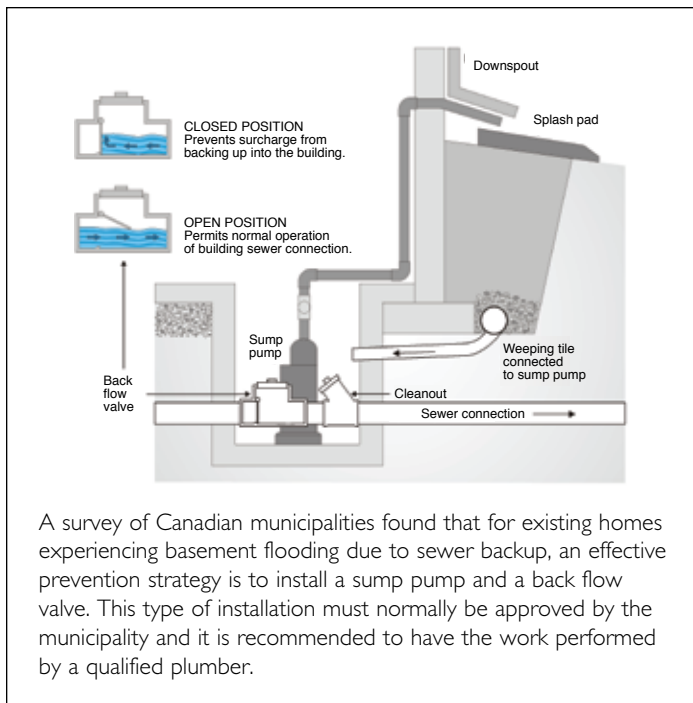 Downspout
Splash pad
CLOSED POSITION
Prevents surcharge from
backing up into the building.
OPEN POSITION
Permits normal operation
of building sewer connection.
Sump
pump
Weeping tile
connected
to sump pump
Back
flow
valve
Cleanout
Sewer connection
A survey of Canadian municipalities found that for existing homes
experiencing basement flooding due to sewer backup, an effective
prevention strategy is to install a sump pump and a back flow
valve. This type of installation must normally be approved by the
municipality and it is recommended to have the work performed
by a qualified plumber.